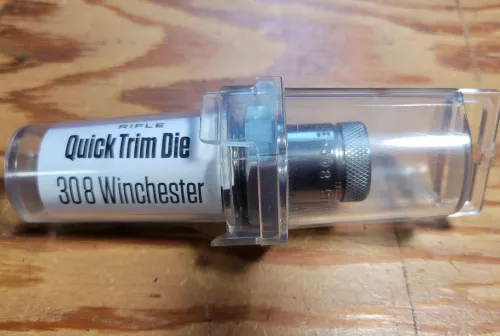 RIFLE
Quick Trim Die
308 Winchester